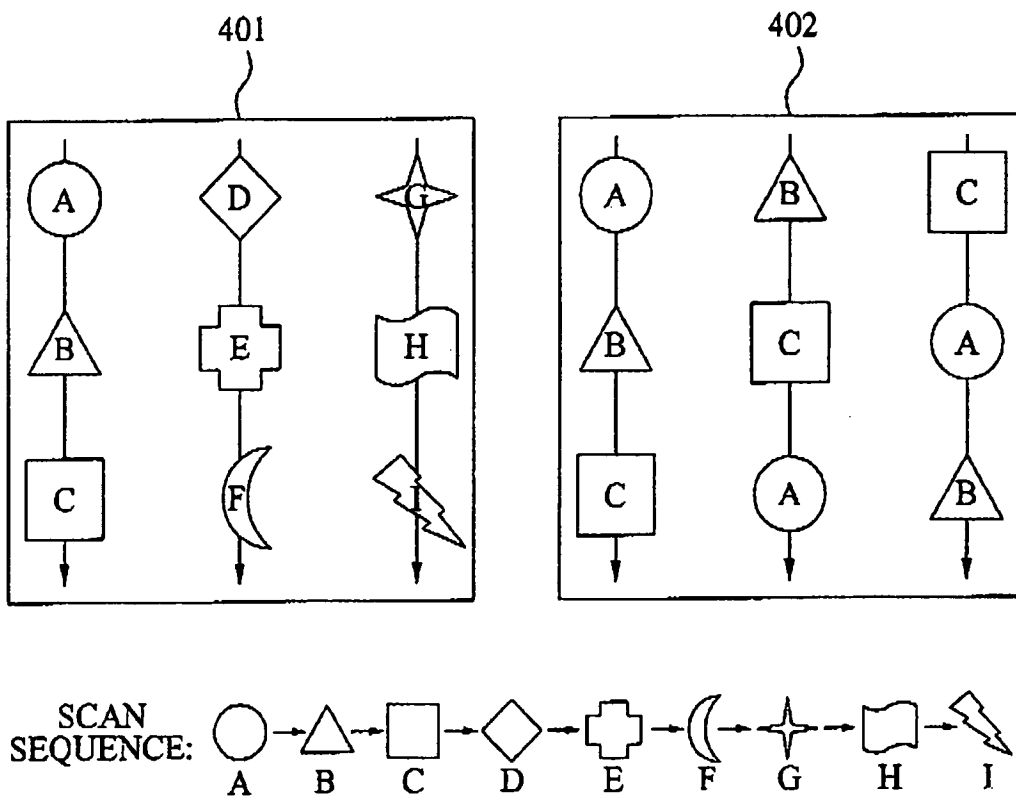 401 402
A D G A B C
B E H B C A
C F I C A B
SCAN
SEQUENCE:
A B C D E F G H I